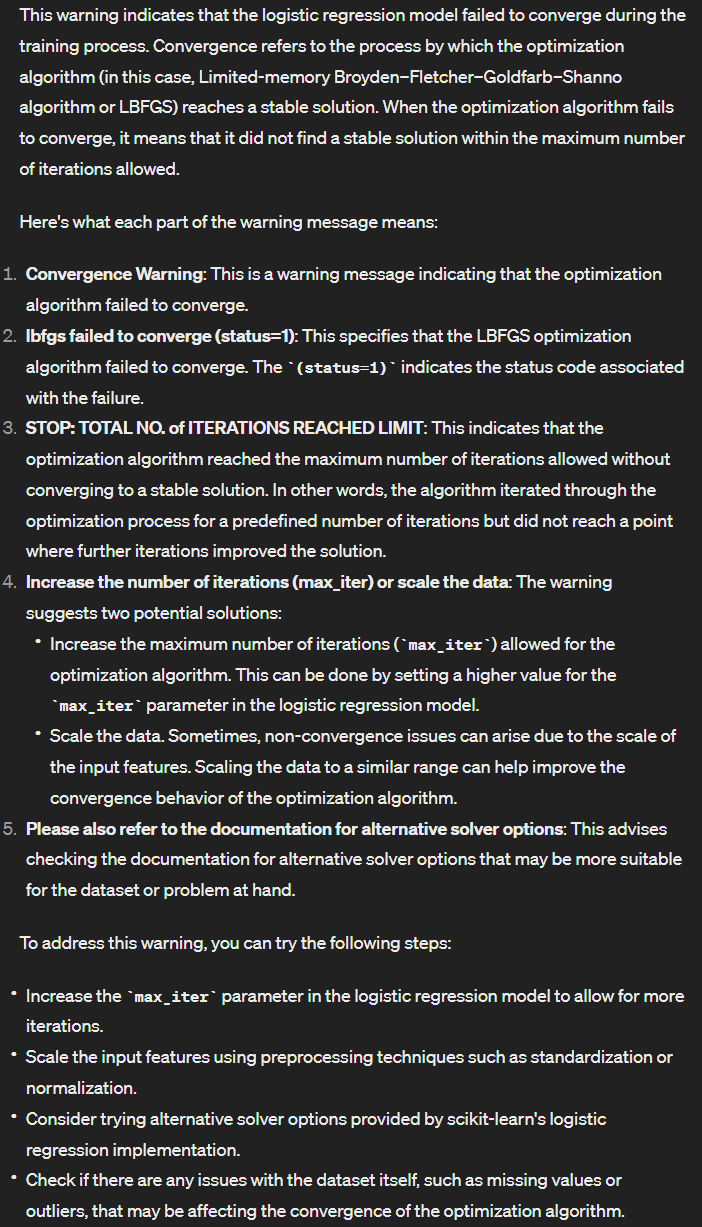 This warning indicates that the logistic regression model failed to converge during the
training process. Convergence refers to the process by which the optimization
algorithm (in this case, Limited-memory Broyden–Fletcher–Goldfarb–Shanno
algorithm or LBFGS) reaches a stable solution. When the optimization algorithm fails
to converge, it means that it did not find a stable solution within the maximum number
of iterations allowed.
Here's what each part of the warning message means:
1. Convergence Warning: This is a warning message indicating that the optimization
algorithm failed to converge.
2. lbfgs failed to converge (status=1): This specifies that the LBFGS optimization
algorithm failed to converge. The `(status=1)` indicates the status code associated
with the failure.
3. STOP: TOTAL NO. of ITERATIONS REACHED LIMIT: This indicates that the
optimization algorithm reached the maximum number of iterations allowed without
converging to a stable solution. In other words, the algorithm iterated through the
optimization process for a predefined number of iterations but did not reach a point
where further iterations improved the solution.
4. Increase the number of iterations (max_iter) or scale the data: The warning
suggests two potential solutions:
• Increase the maximum number of iterations (`max_iter`) allowed for the
optimization algorithm. This can be done by setting a higher value for the
`max_iter` parameter in the logistic regression model.
• Scale the data. Sometimes, non-convergence issues can arise due to the scale of
the input features. Scaling the data to a similar range can help improve the
convergence behavior of the optimization algorithm.
5. Please also refer to the documentation for alternative solver options: This advises
checking the documentation for alternative solver options that may be more suitable
for the dataset or problem at hand.
To address this warning, you can try the following steps:
• Increase the `max_iter` parameter in the logistic regression model to allow for more
iterations.
• Scale the input features using preprocessing techniques such as standardization or
normalization.
• Consider trying alternative solver options provided by scikit-learn's logistic
regression implementation.
• Check if there are any issues with the dataset itself, such as missing values or
outliers, that may be affecting the convergence of the optimization algorithm.